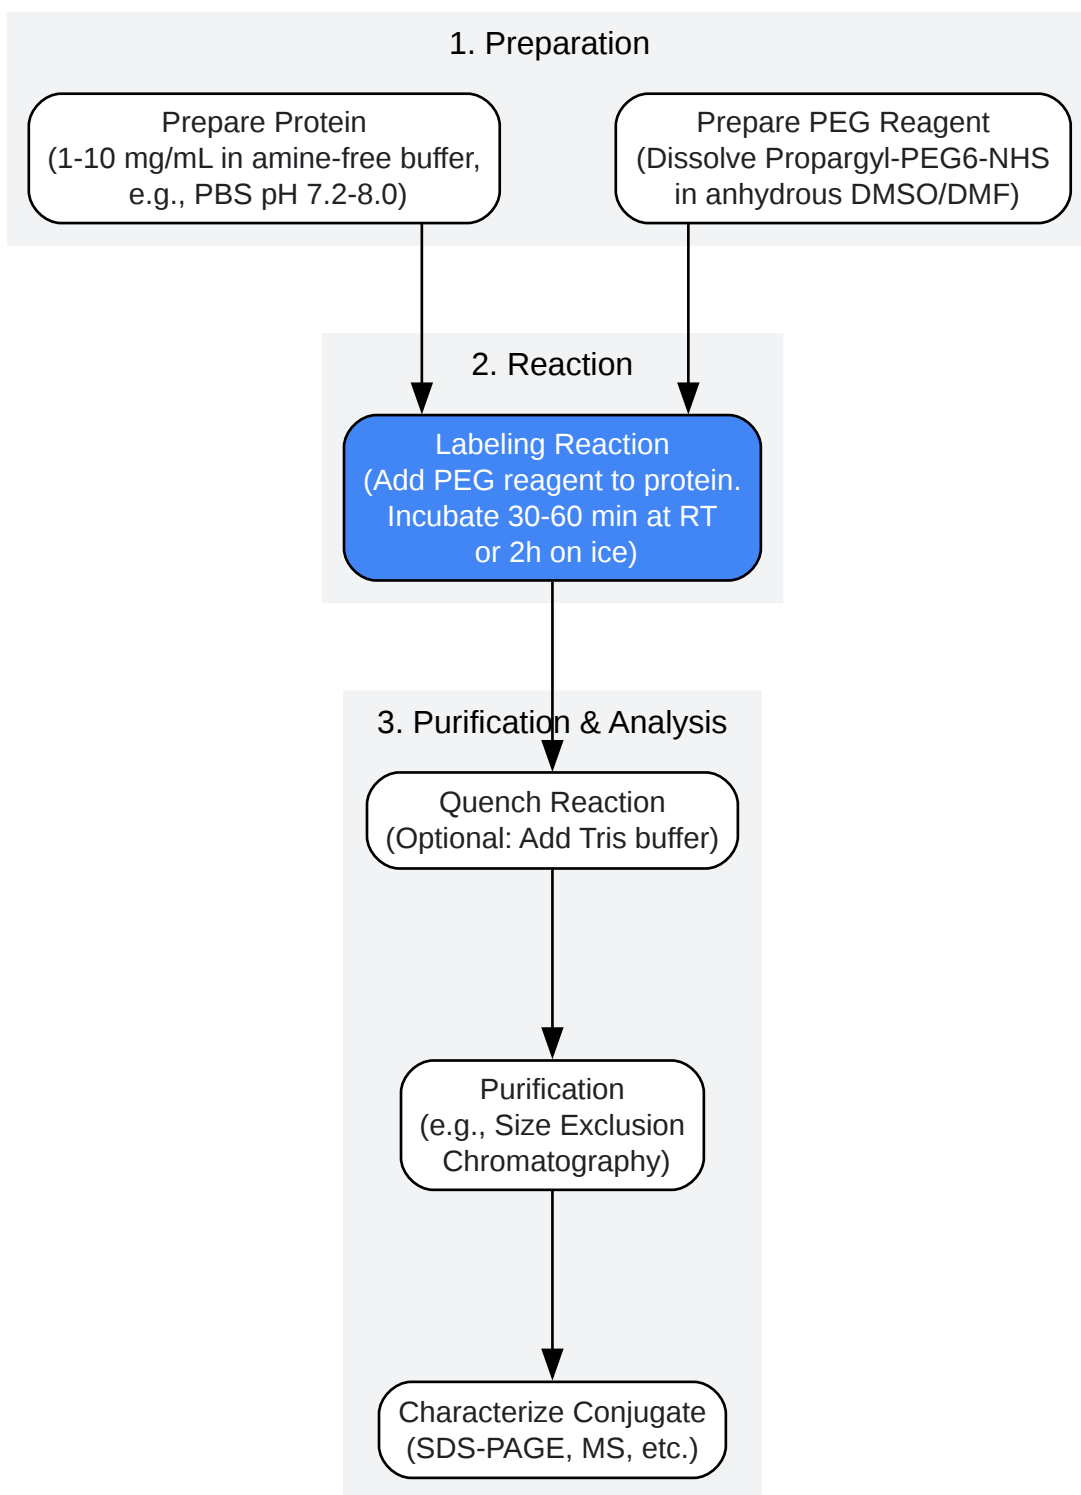 1. Preparation
Prepare Protein
(1-10 mg/mL in amine-free buffer,
e.g., PBS pH 7.2-8.0)
Prepare PEG Reagent
(Dissolve Propargyl-PEG6-NHS
in anhydrous DMSO/DMF)
2. Reaction
Labeling Reaction
(Add PEG reagent to protein.
Incubate 30-60 min at RT
or 2h on ice)
3. Purification & Analysis
Quench Reaction
(Optional: Add Tris buffer)
Purification
(e.g., Size Exclusion
Chromatography)
Characterize Conjugate
(SDS-PAGE, MS, etc.)